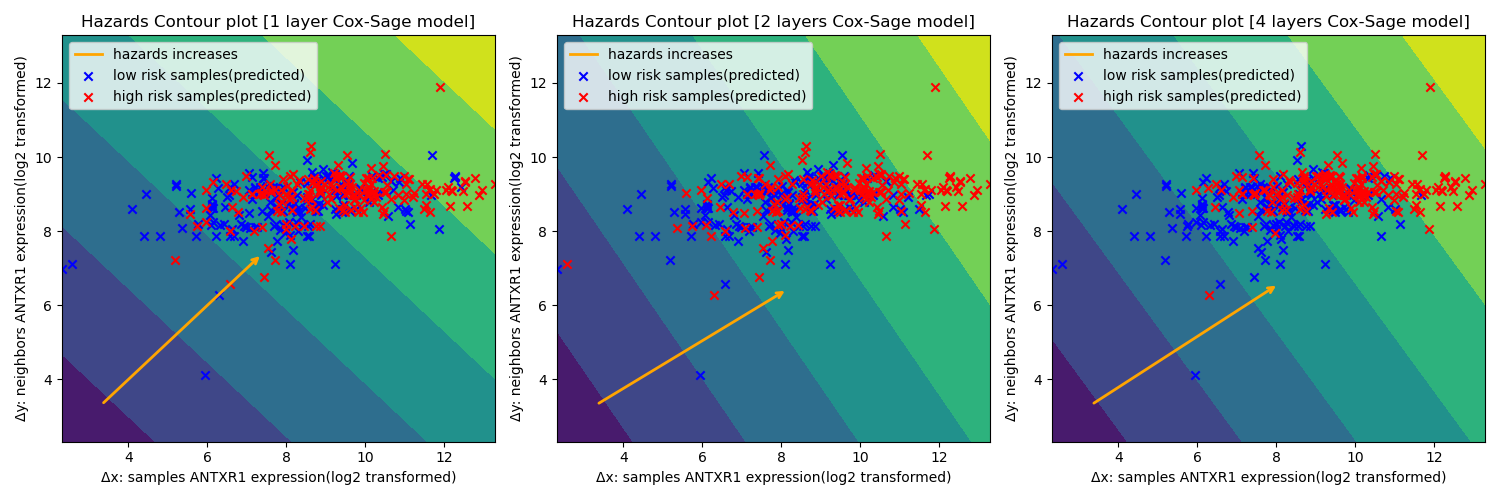 Hazards Contour plot [1 layer Cox-Sage model]
hazards increases
low risk samples(predicted)
high risk samples(predicted)
12
10
8
6
4
Δy: neighbors ANTXR1 expression(log2 transformed)
4 6 8 10 12
Δx: samples ANTXR1 expression(log2 transformed)
Hazards Contour plot [2 layers Cox-Sage model]
hazards increases
low risk samples(predicted)
high risk samples(predicted)
12
10
8
6
4
Δy: neighbors ANTXR1 expression(log2 transformed)
4 6 8 10 12
Δx: samples ANTXR1 expression(log2 transformed)
Hazards Contour plot [4 layers Cox-Sage model]
hazards increases
low risk samples(predicted)
high risk samples(predicted)
12
10
8
6
4
Δy: neighbors ANTXR1 expression(log2 transformed)
4 6 8 10 12
Δx: samples ANTXR1 expression(log2 transformed)